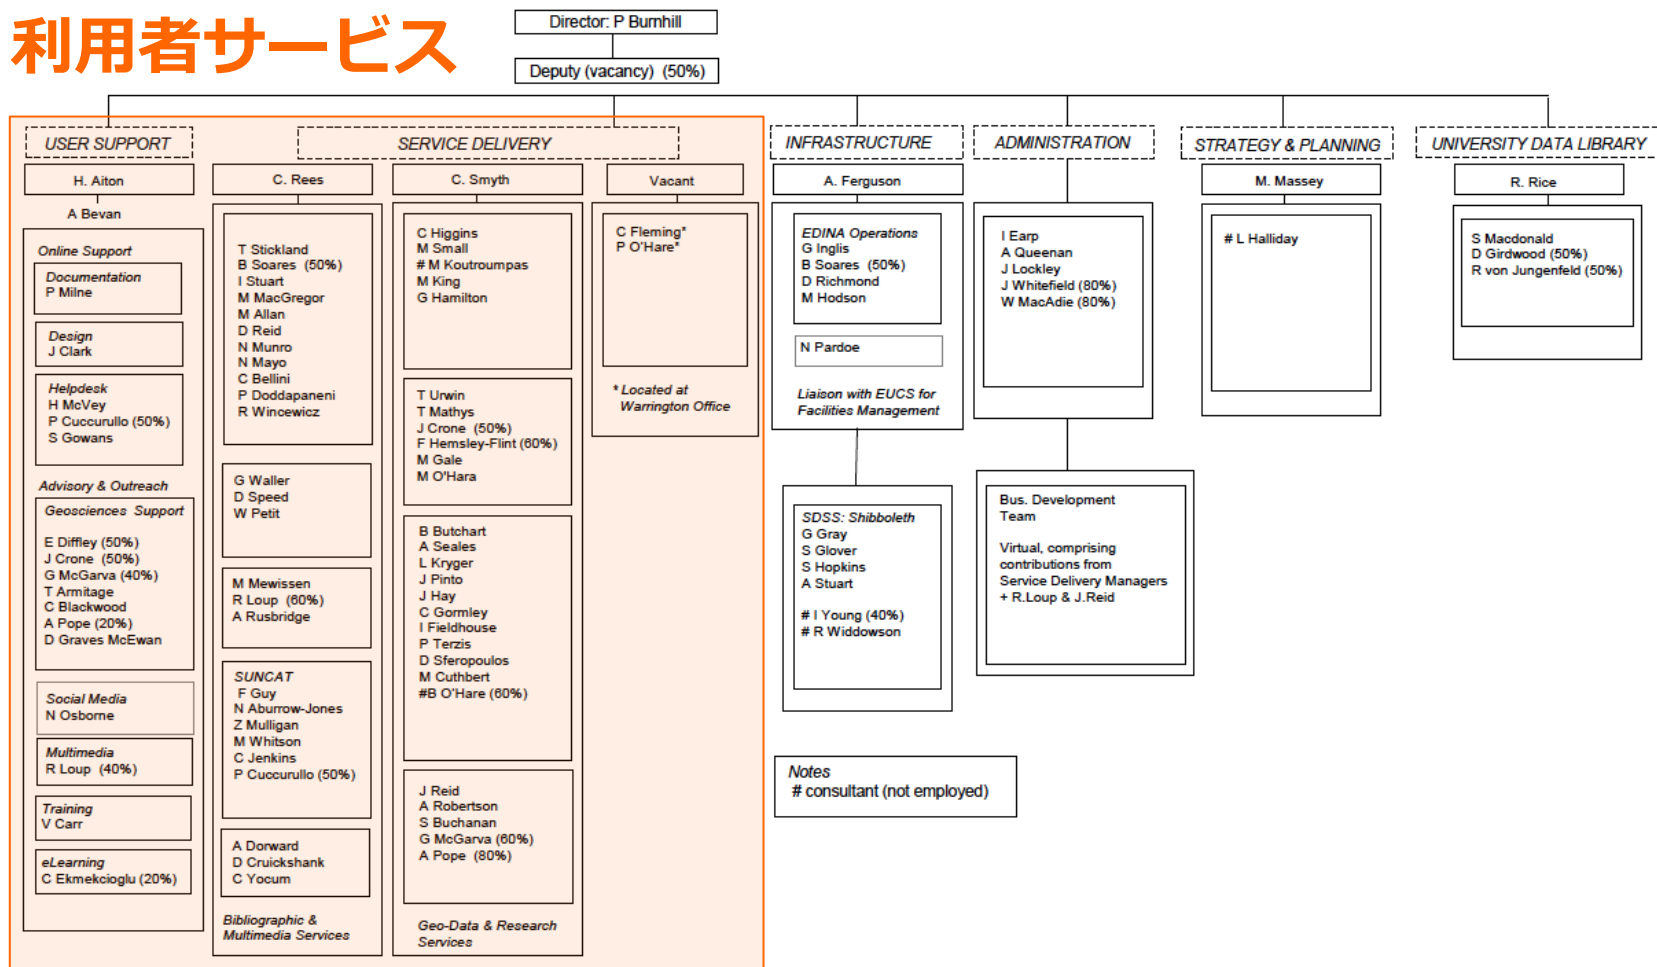 利用者サービス
Director: P Burnhill
Deputy (vacancy) (50%)
USER SUPPORT
H. Aiton
A Bevan
Online Support
Documentation
P Milne
Design
J Clark
Helpdesk
H McVey
P Cuccurullo (50%)
S Gowans
Advisory & Outreach
Geosciences Support
E Diffley (50%)
J Crone (50%)
G McGarva (40%)
T Armitage
C Blackwood
A Pope (20%)
D Graves McEwan
Social Media
N Osborne
Multimedia
R Loup (40%)
Training
V Carr
eLearning
C Ekmekcioglu (20%)
SERVICE DELIVERY
C. Rees
T Stickland
B Soares (50%)
I Stuart
M MacGregor
M Allan
D Reid
N Munro
N Mayo
C Bellini
P Doddapaneni
R Wincewicz
G Waller
D Speed
W Petit
M Mewissen
R Loup (60%)
A Rusbridge
SUNCAT
F Guy
N Aburrow-Jones
Z Mulligan
M Whitson
C Jenkins
P Cuccurullo (50%)
A Dorward
D Cruickshank
C Yocum
Bibliographic &
Multimedia Services
C. Smyth
C Higgins
M Small
# M Koutroumpas
M King
G Hamilton
T Urwin
T Mathys
J Crone (50%)
F Hemsley-Flint (60%)
M Gale
M O'Hara
B Butchart
A Seales
L Kryger
J Pinto
J Hay
C Gormley
I Fieldhouse
P Terzis
D Sferopoulos
M Cuthbert
#B O'Hare (60%)
J Reid
A Robertson
S Buchanan
G McGarva (60%)
A Pope (80%)
Geo-Data & Research
Services
Vacant
C Fleming*
P O'Hare*
* Located at
Warrington Office
INFRASTRUCTURE
A. Ferguson
EDINA Operations
G Inglis
B Soares (50%)
D Richmond
M Hodson
N Pardoe
Liaison with EUCS for
Facilities Management
SDSS: Shibboleth
G Gray
S Glover
S Hopkins
A Stuart
# I Young (40%)
# R Widdowson
ADMINISTRATION
I Earp
A Queenan
J Lockley
J Whitefield (80%)
W MacAdie (80%)
Bus. Development
Team
Virtual, comprising
contributions from
Service Delivery Managers
+ R.Loup & J.Reid
STRATEGY & PLANNING
M. Massey
# L Halliday
UNIVERSITY DATA LIBRARY
R. Rice
S Macdonald
D Girdwood (50%)
R von Jungenfeld (50%)
Notes
# consultant (not employed)